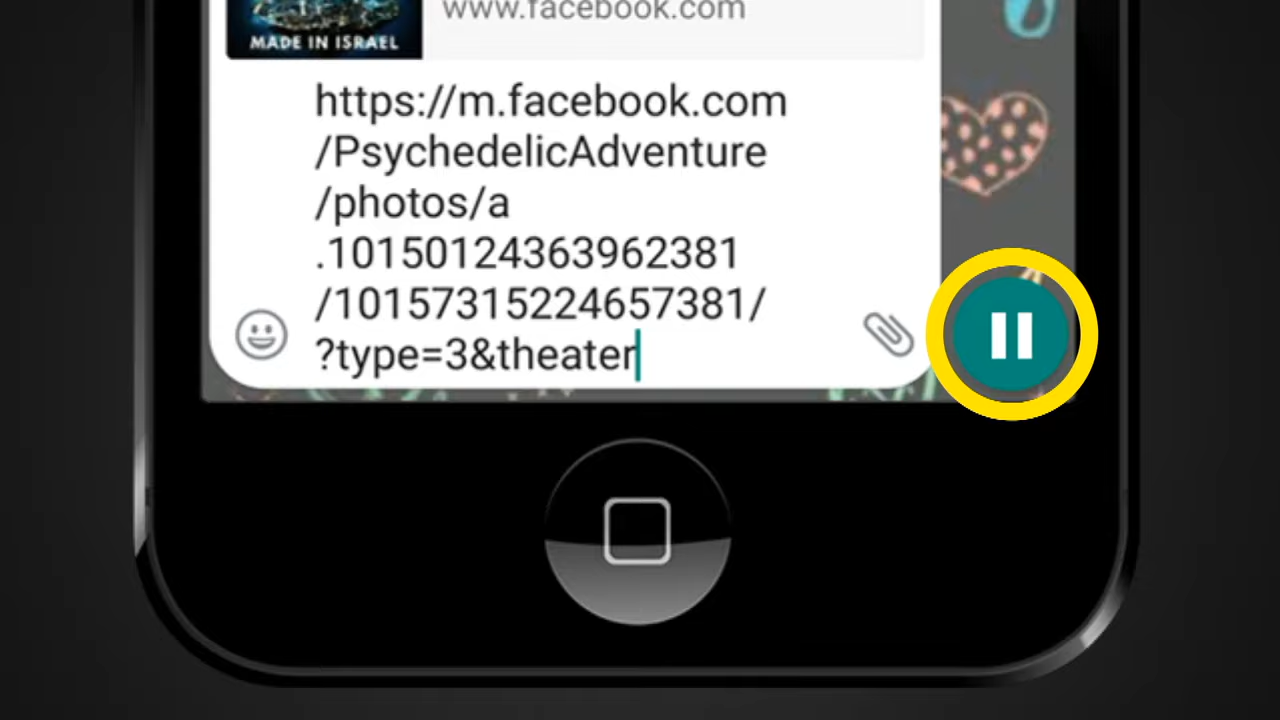 www.facebook.com
MADE IN ISRAEL
https://m.facebook.com
/PsychedelicAdventure
/photos/a
.10150124363962381
/10157315224657381/
?type=3&theater